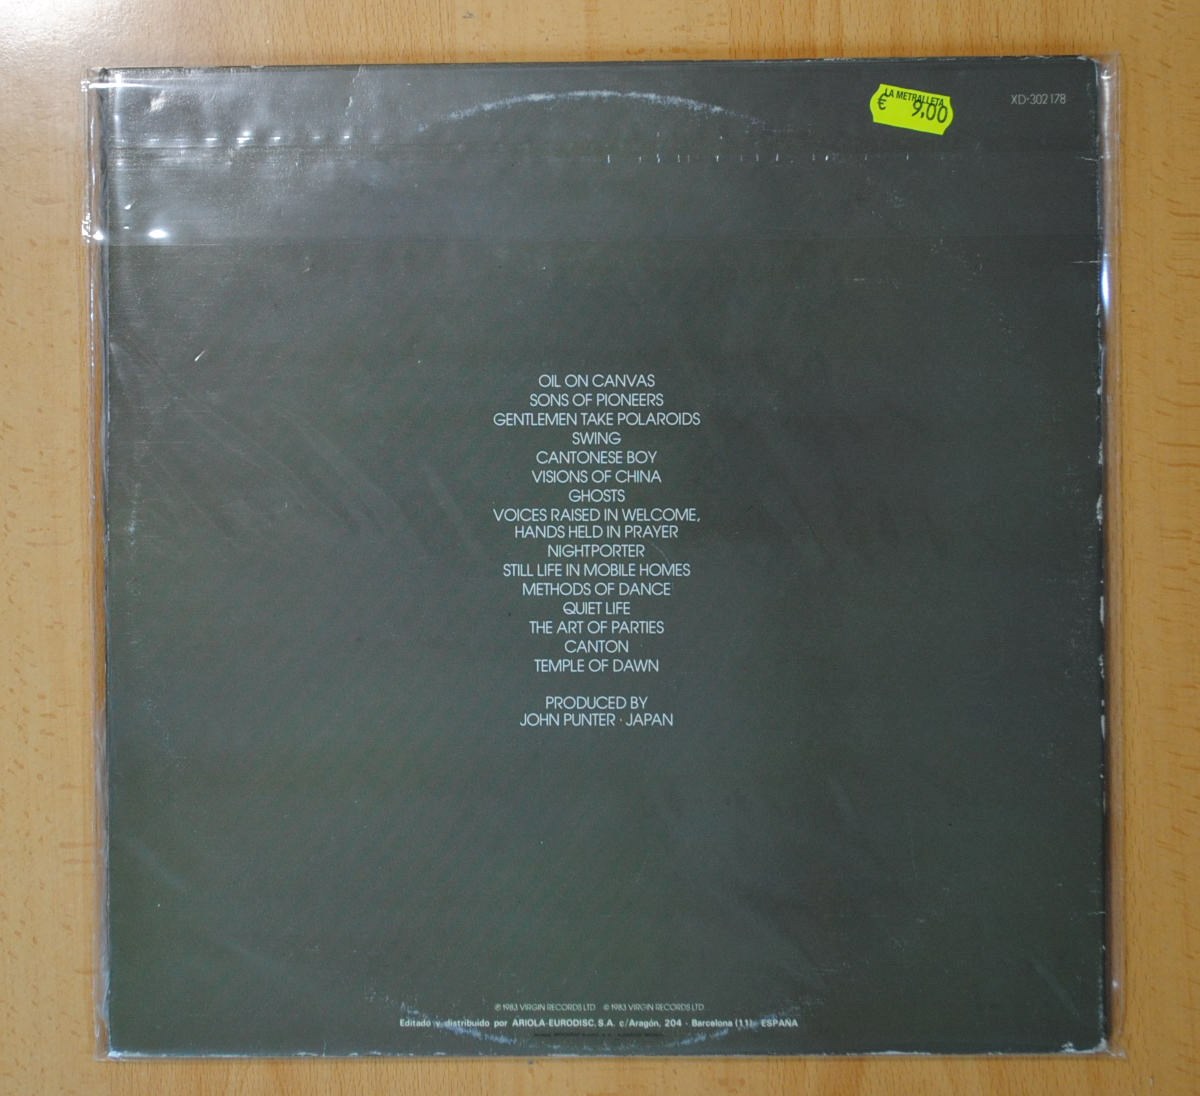 LA METRALLETA
€ 9,00
XD-302178
OIL ON CANVAS
SONS OF PIONEERS
GENTLEMEN TAKE POLAROIDS
SWING
CANTONESE BOY
VISIONS OF CHINA
GHOSTS
VOICES RAISED IN WELCOME,
HANDS HELD IN PRAYER
NIGHTPORTER
STILL LIFE IN MOBILE HOMES
METHODS OF DANCE
QUIET LIFE
THE ART OF PARTIES
CANTON
TEMPLE OF DAWN
PRODUCED BY
JOHN PUNTER · JAPAN
℗ 1983 VIRGIN RECORDS LTD © 1983 VIRGIN RECORDS LTD
Editado y distribuido por ARIOLA-EURODISC, S.A. c/Aragón, 204 - Barcelona (11) - ESPAÑA